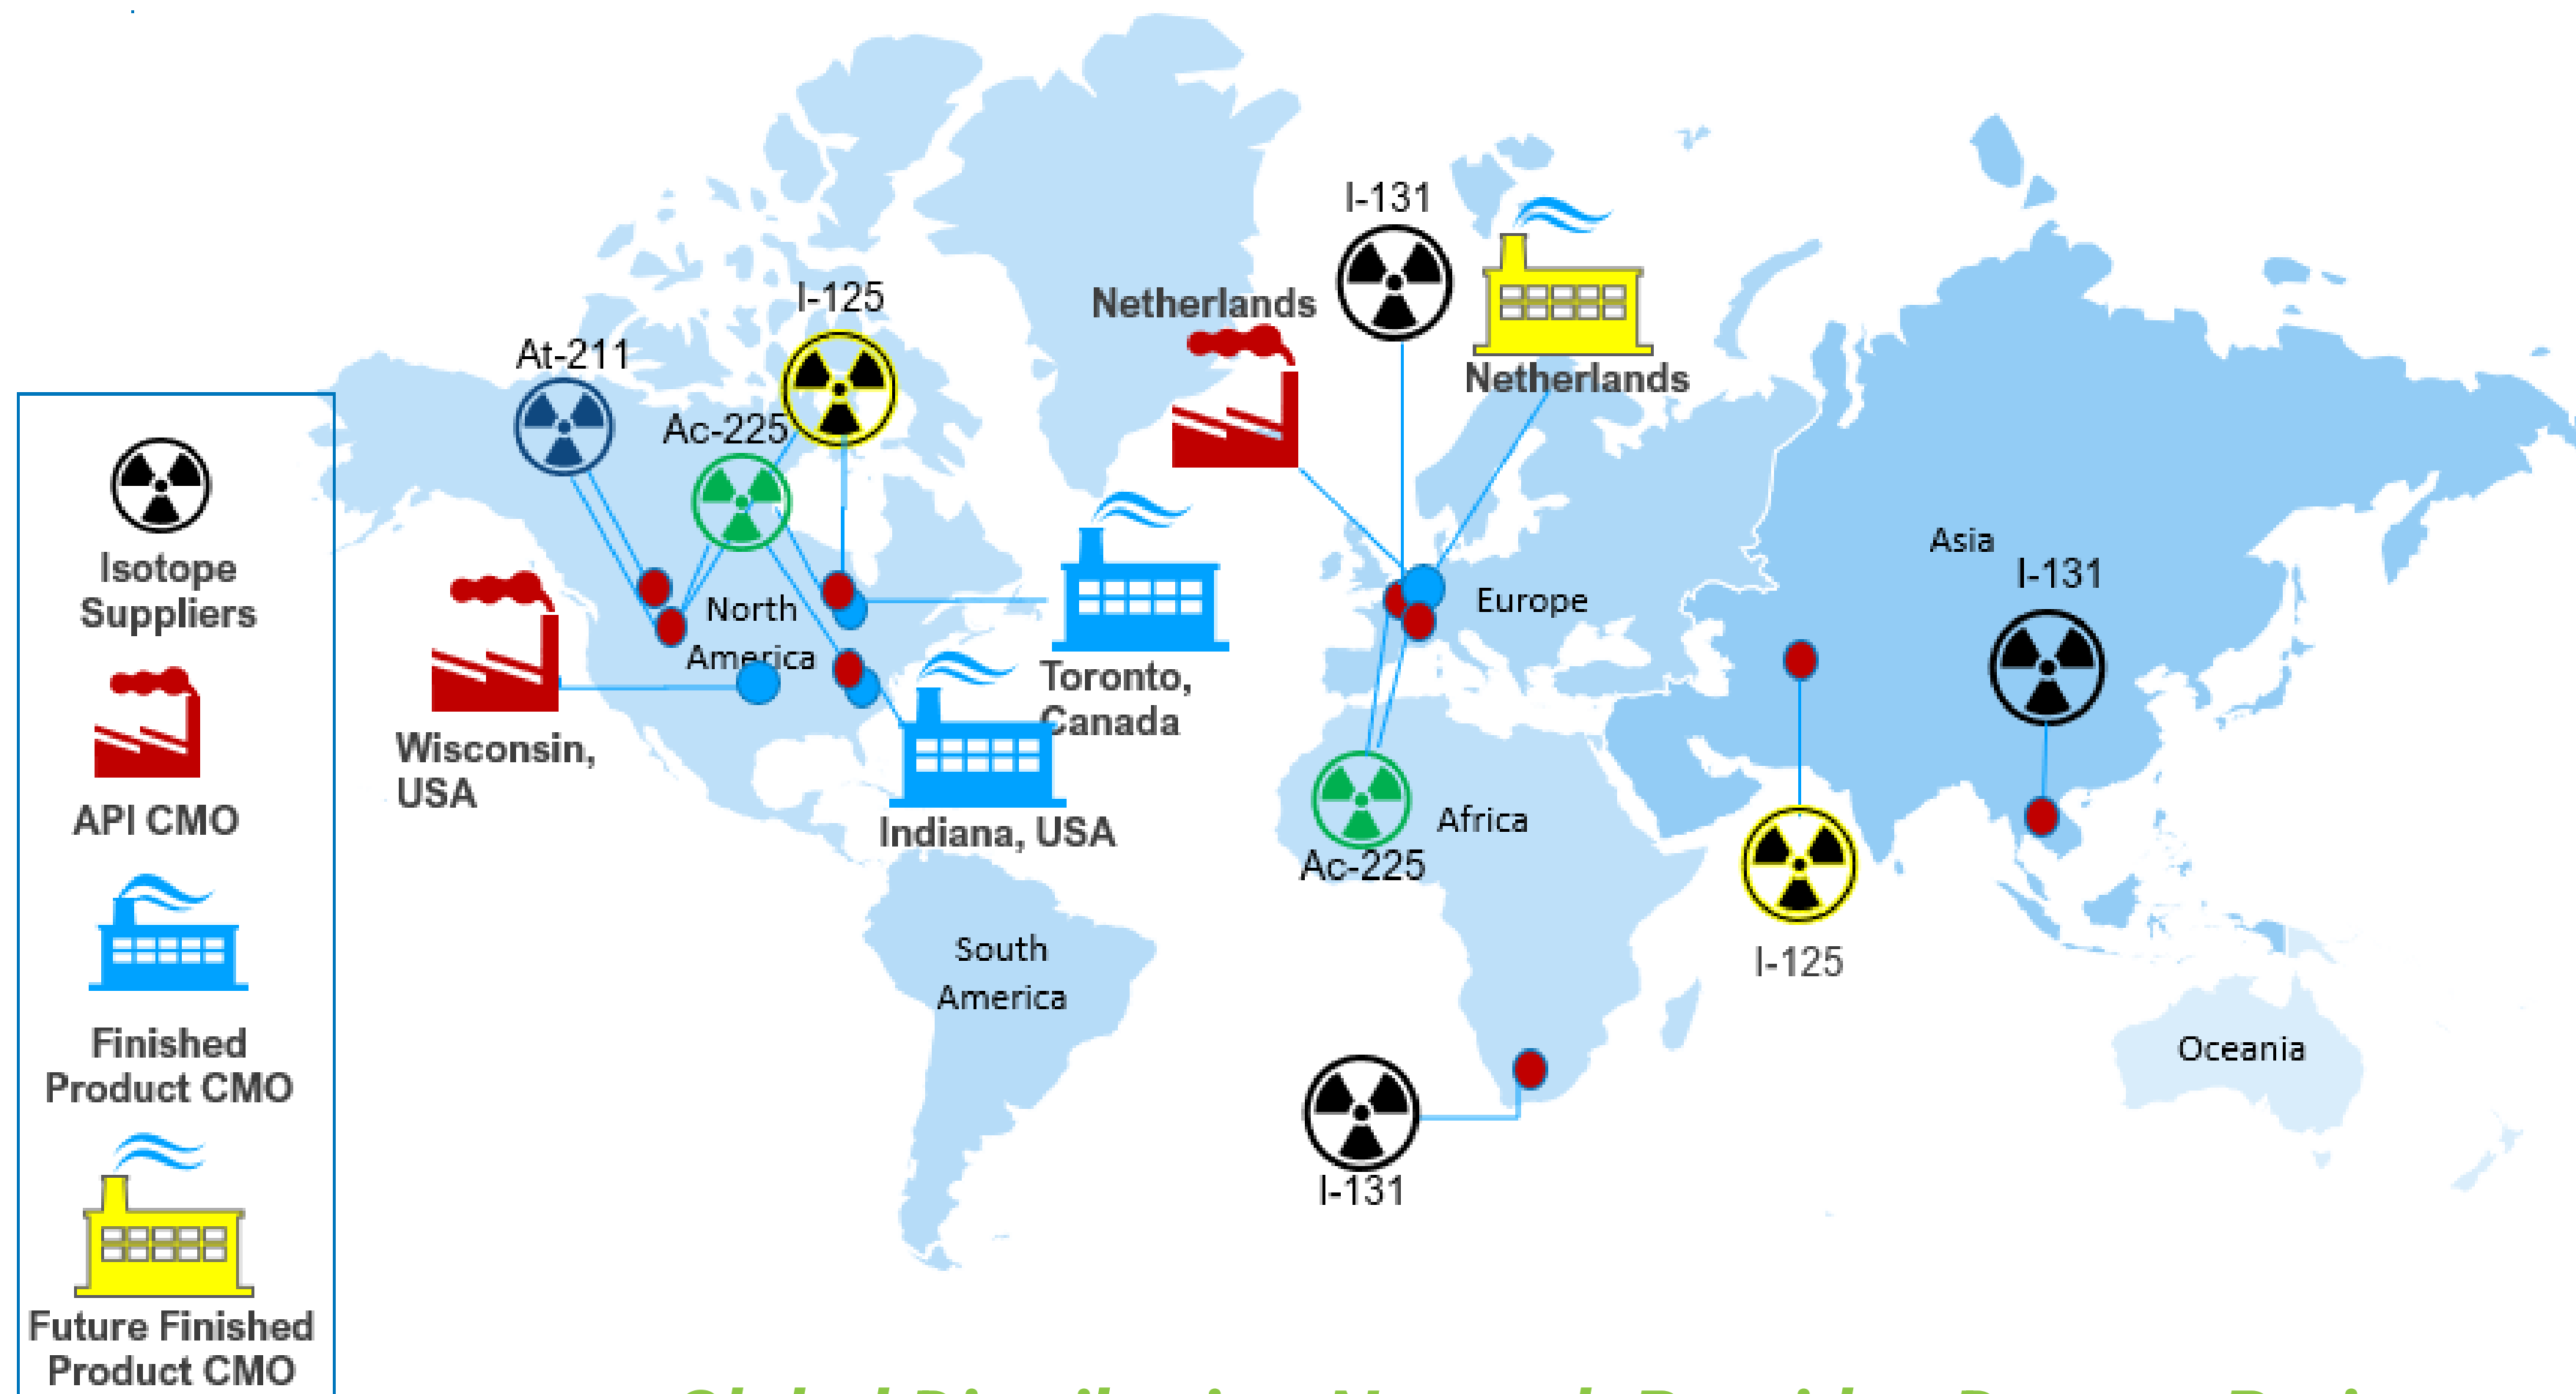 Isotope
Suppliers
API CMO
Finished
Product CMO
Future Finished
Product CMO
At-211
I-125
Ac-225
North
America
Wisconsin,
USA
Toronto,
Canada
Indiana, USA
South
America
Netherlands
I-131
Netherlands
Europe
Africa
Ac-225
I-131
Asia
I-131
I-125
Oceania